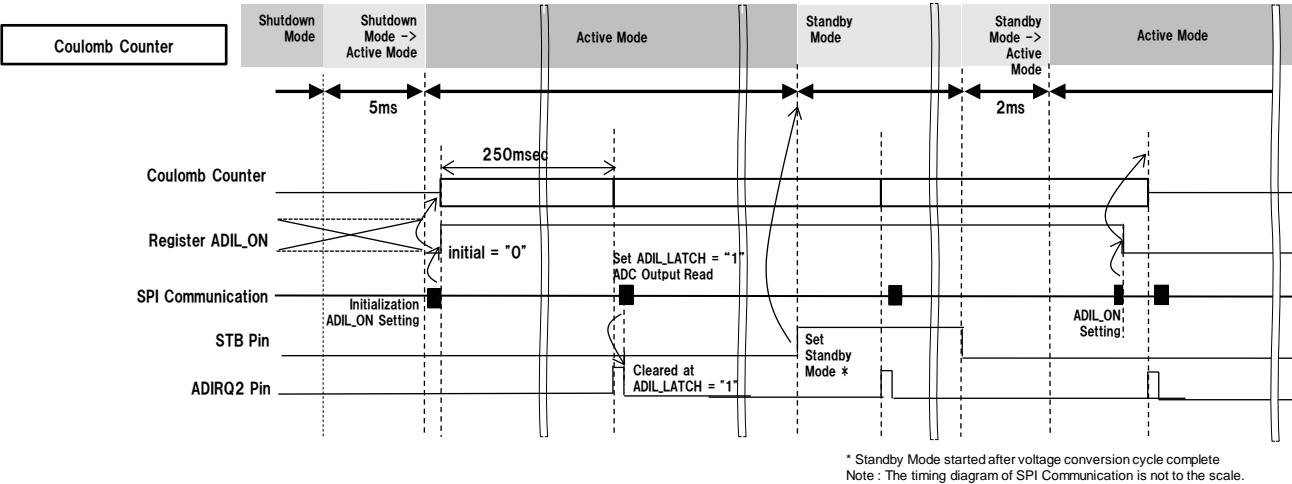 Coulomb Counter
Shutdown
Mode
Shutdown
Mode ->
Active Mode
Active Mode
Standby
Mode
Standby
Mode ->
Active
Mode
Active Mode
5ms
2ms
250msec
Coulomb Counter
Register ADIL_ON
initial = "0"
Set ADIL_LATCH = "1"
ADC Output Read
SPI Communication
Initialization
ADIL_ON Setting
ADIL_ON
Setting
STB Pin
Set
Standby
Mode *
Cleared at
ADIL_LATCH = "1"
ADIRQ2 Pin
* Standby Mode started after voltage conversion cycle complete
Note : The timing diagram of SPI Communication is not to the scale.